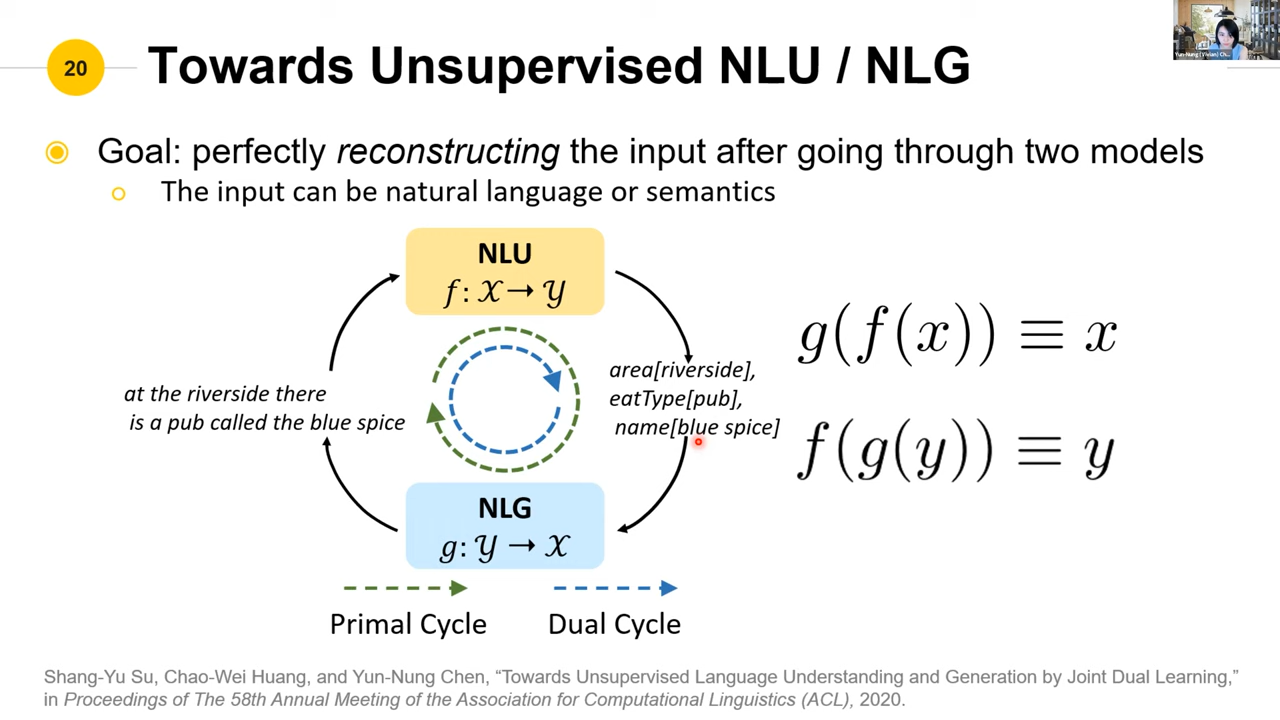 20
Towards Unsupervised NLU / NLG
Goal: perfectly reconstructing the input after going through two models
The input can be natural language or semantics
NLU
f: 𝒳 → 𝒴
at the riverside there
is a pub called the blue spice
area[riverside],
eatType[pub],
name[blue spice]
g(f(x)) ≡ x
f(g(y)) ≡ y
NLG
g: 𝒴 → 𝒳
Primal Cycle
Dual Cycle
Shang-Yu Su, Chao-Wei Huang, and Yun-Nung Chen, “Towards Unsupervised Language Understanding and Generation by Joint Dual Learning,”
in Proceedings of The 58th Annual Meeting of the Association for Computational Linguistics (ACL), 2020.
Yun-Nung (Vivian) Ch...